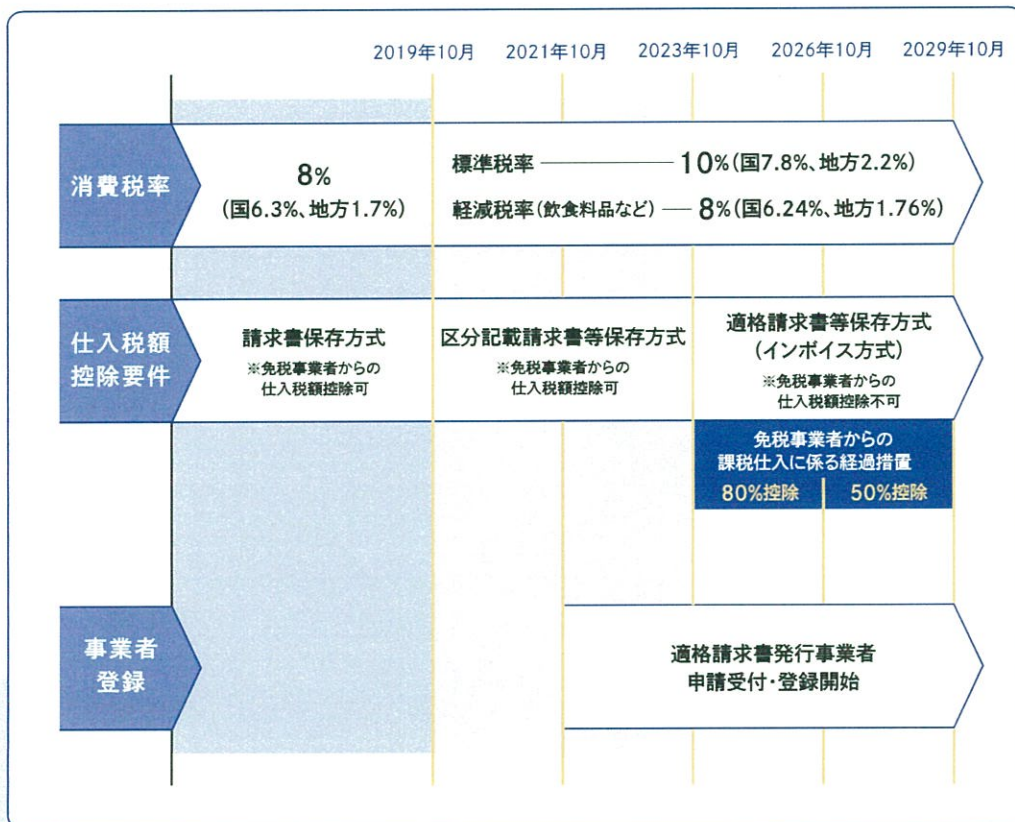 2019年10月 2021年10月 2023年10月 2026年10月 2029年10月
消費税率
8%
(国6.3%、地方1.7%)
標準税率 10%(国7.8%、地方2.2%)
軽減税率(飲食料品など) 8%(国6.24%、地方1.76%)
仕入税額
控除要件
請求書保存方式
※免税事業者からの
仕入税額控除可
区分記載請求書等保存方式
※免税事業者からの
仕入税額控除可
適格請求書等保存方式
(インボイス方式)
※免税事業者からの
仕入税額控除不可
免税事業者からの
課税仕入に係る経過措置
80%控除 50%控除
事業者
登録
適格請求書発行事業者
申請受付・登録開始